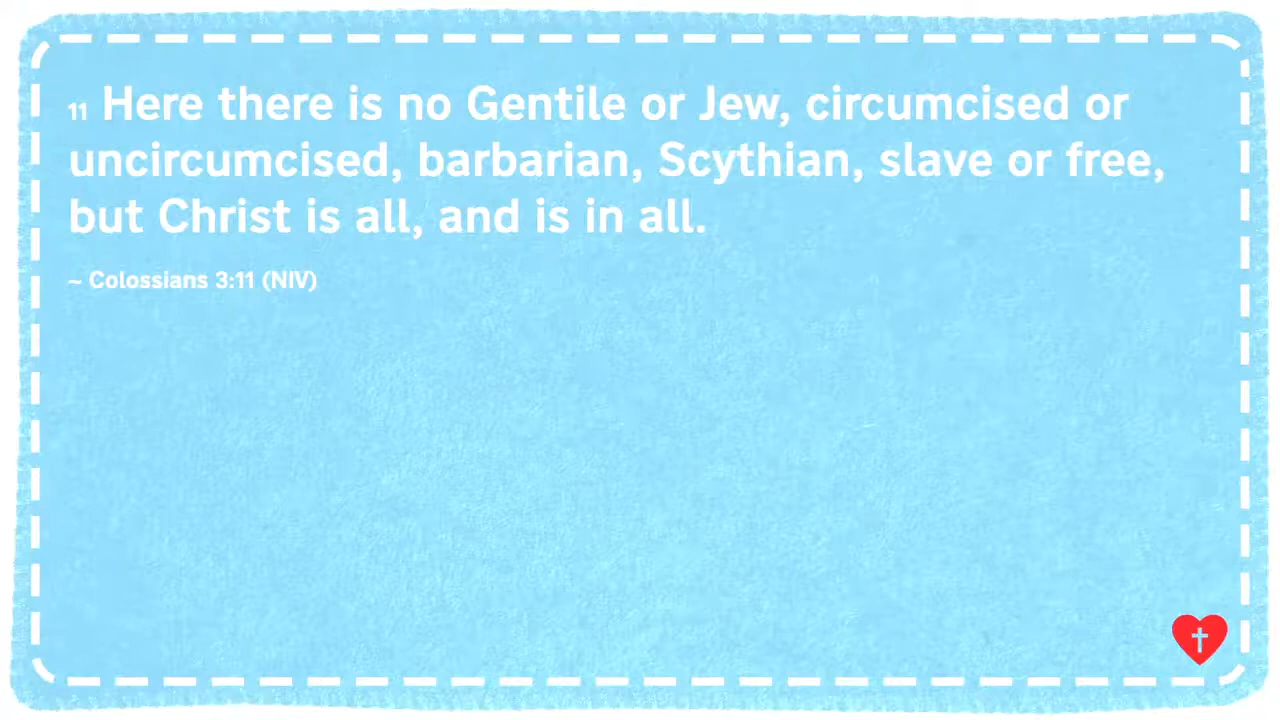 11 Here there is no Gentile or Jew, circumcised or
uncircumcised, barbarian, Scythian, slave or free,
but Christ is all, and is in all.
~ Colossians 3:11 (NIV)